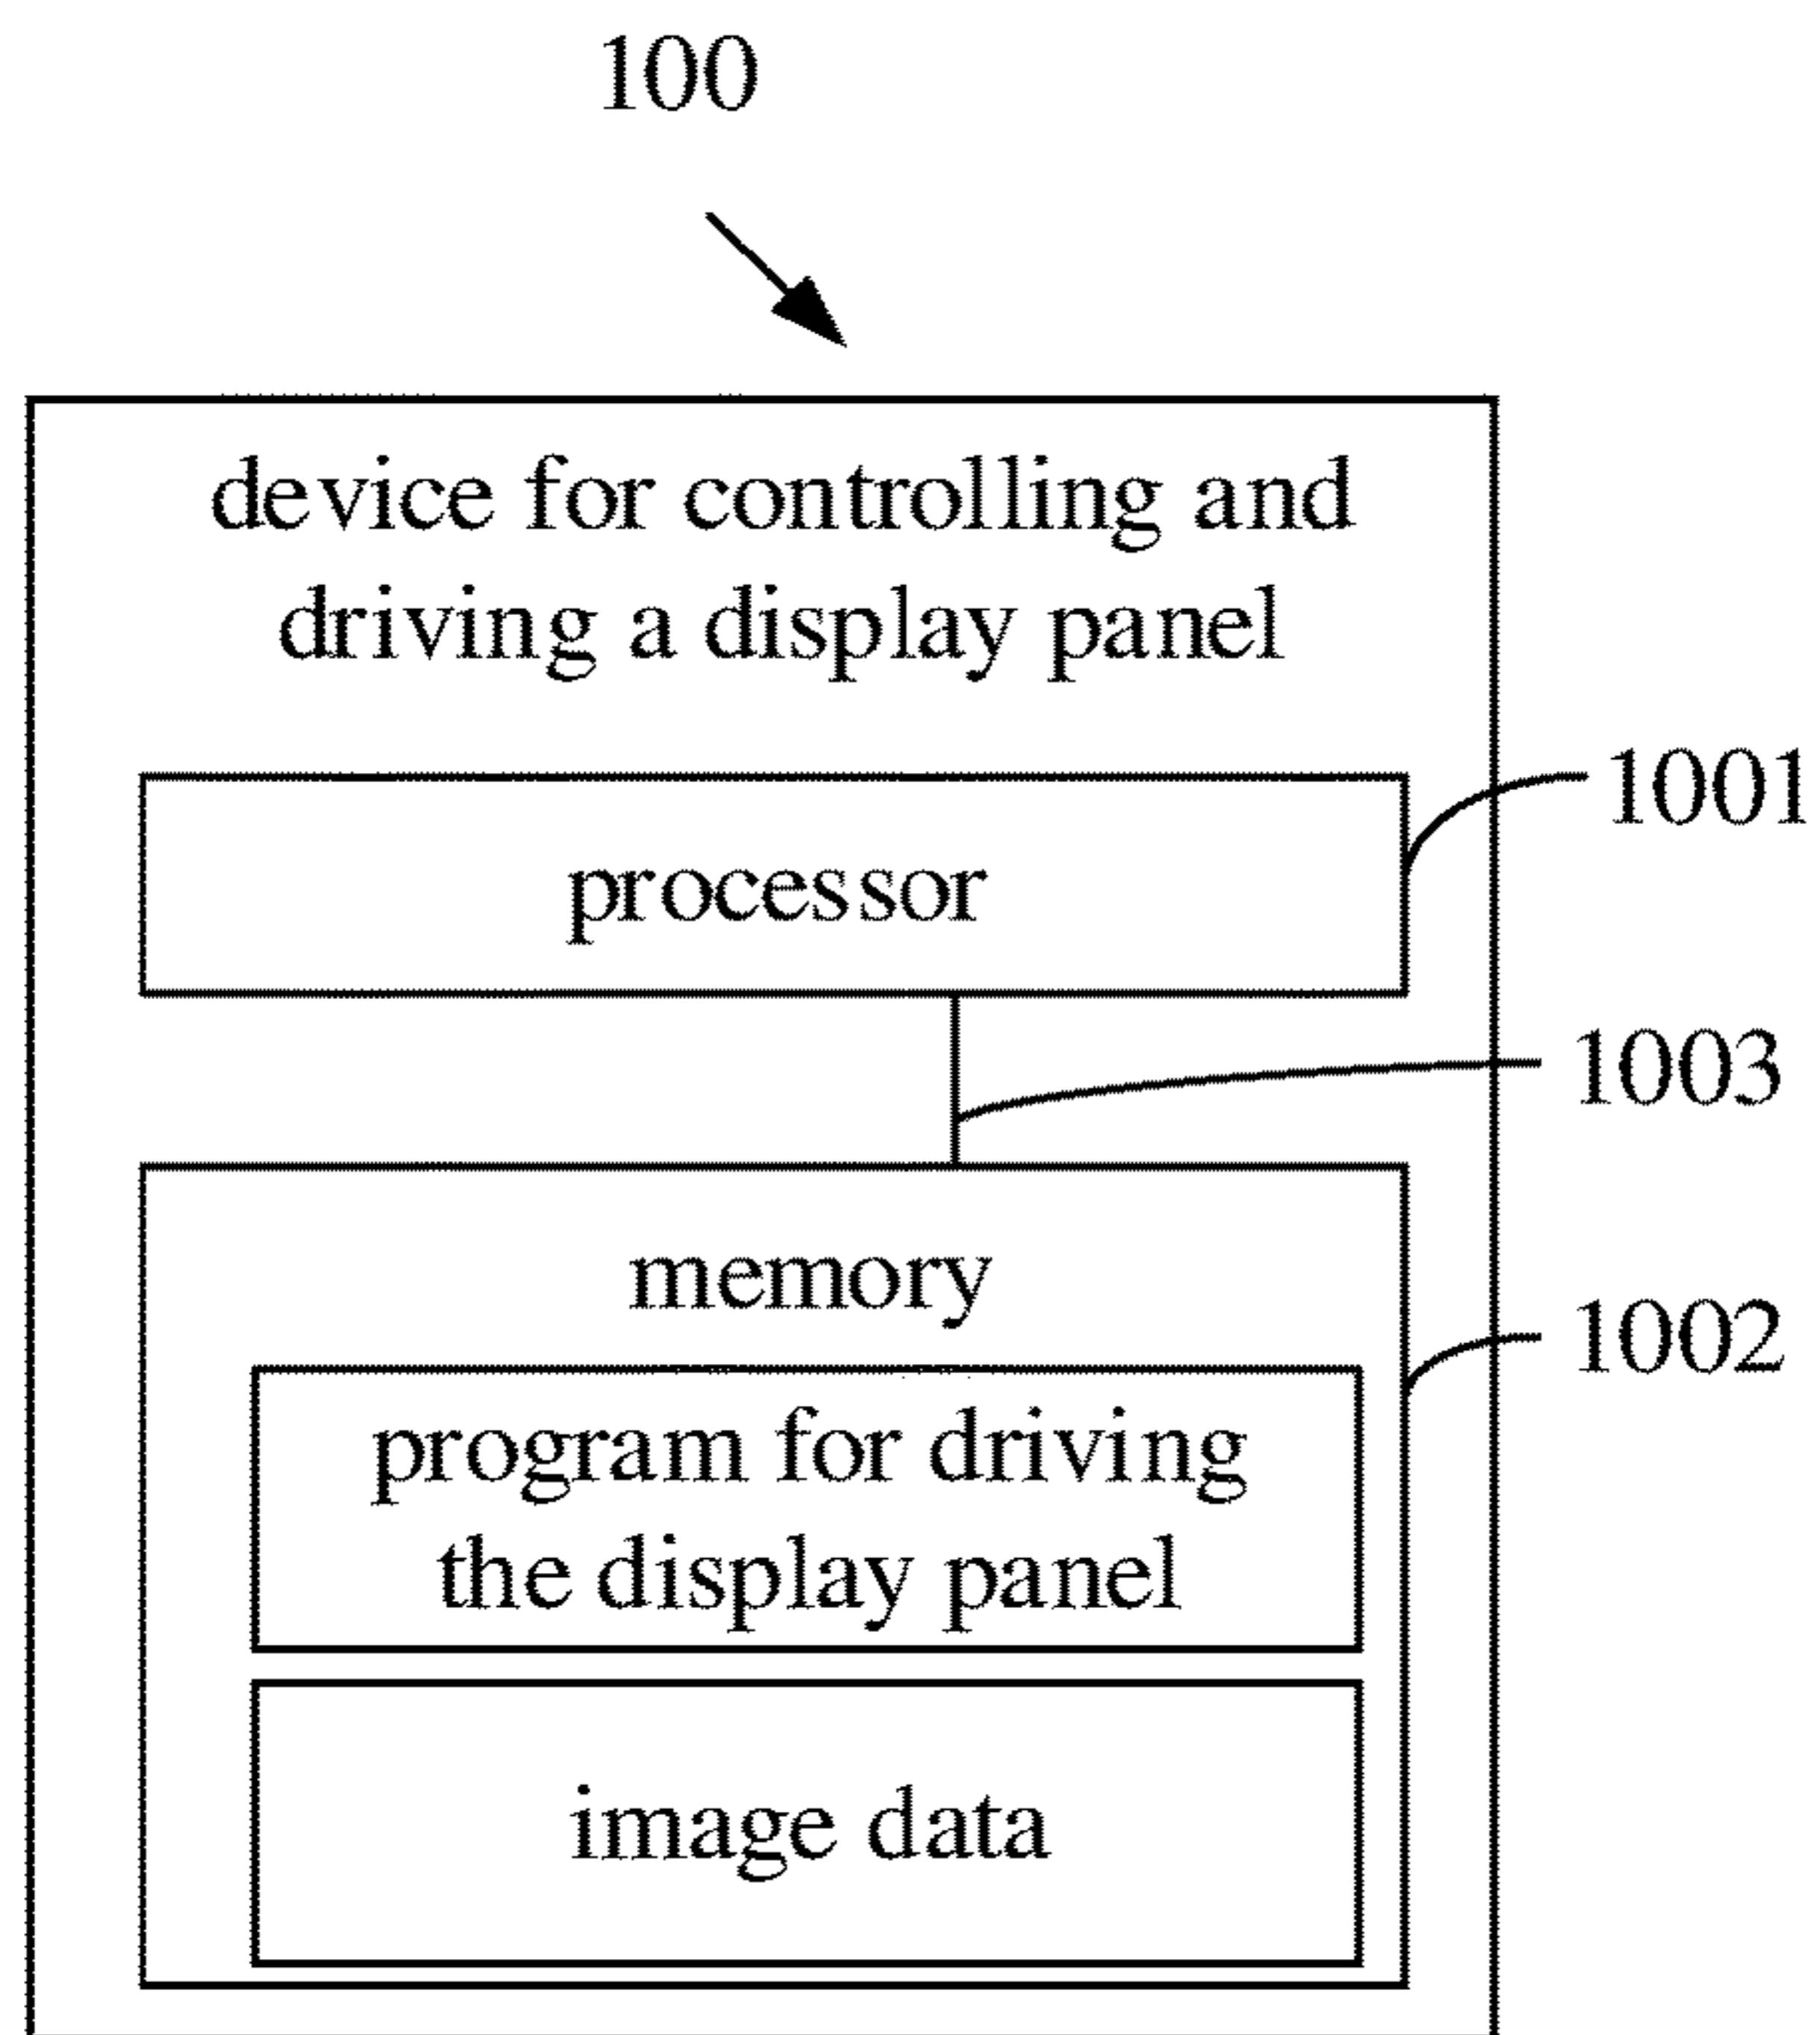 100
device for controlling and
driving a display panel
1001
processor
1003
memory
1002
program for driving
the display panel
image data